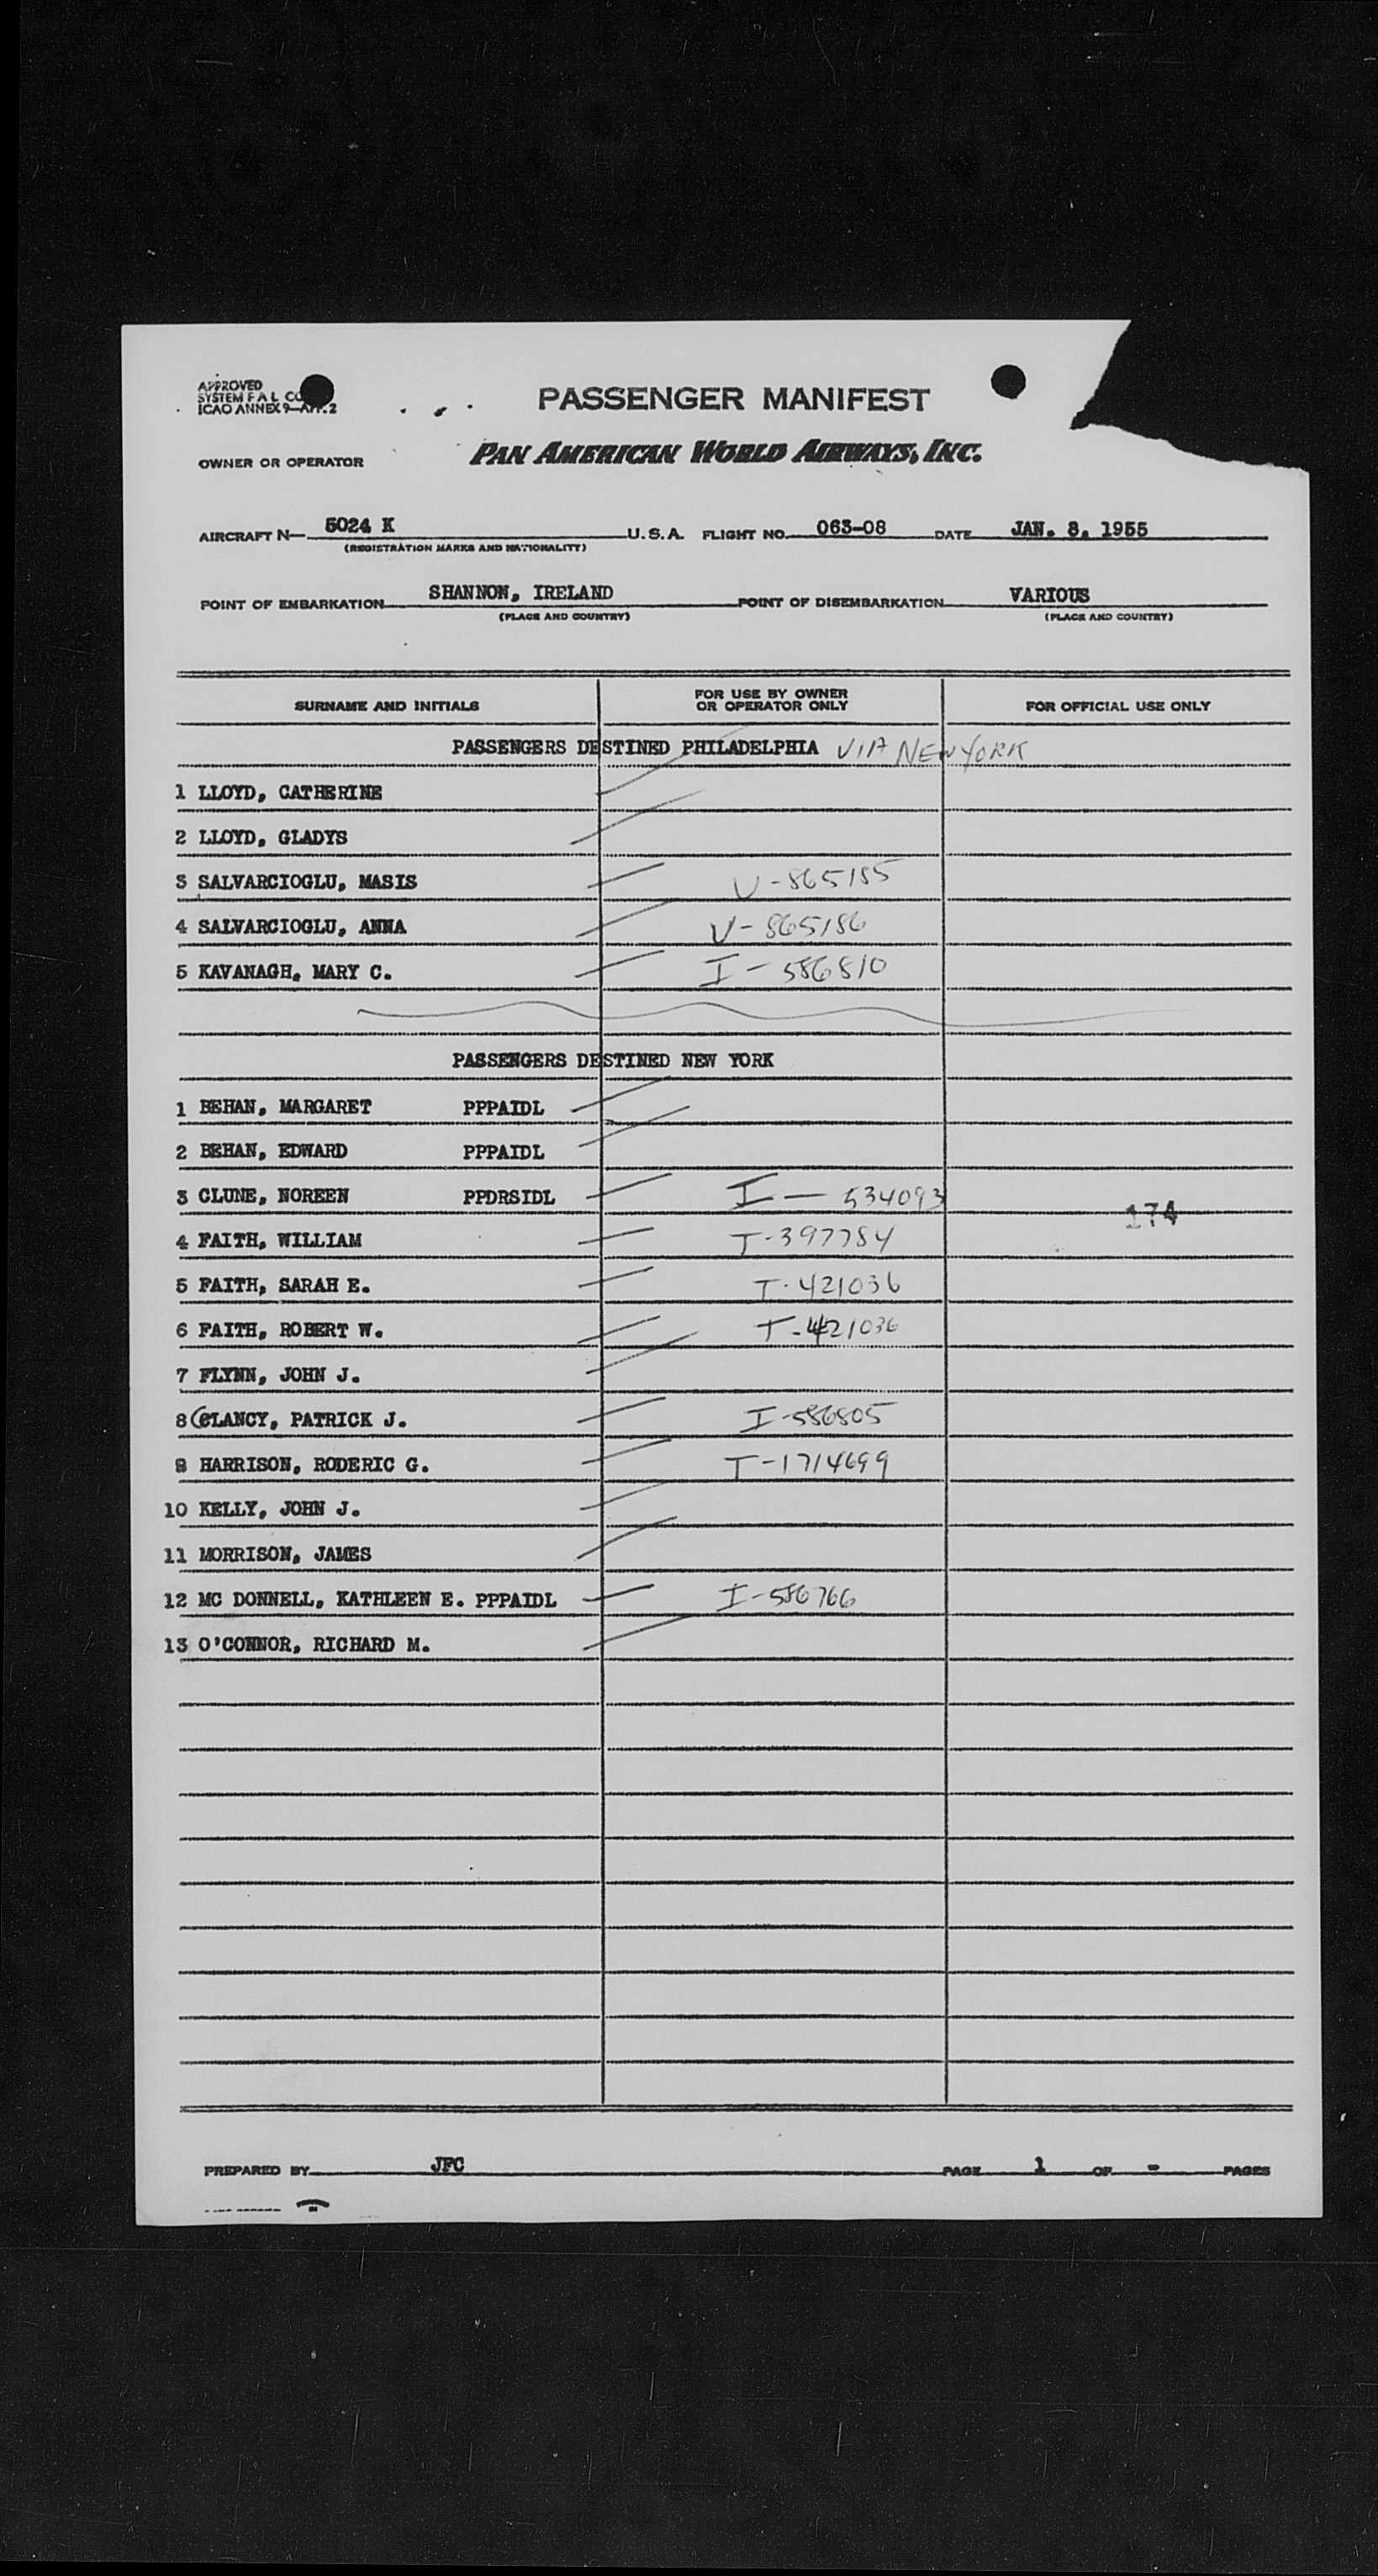 APPROVED
SYSTEM F A L
ICAO ANNEX 9—APP. 2
PASSENGER MANIFEST
OWNER OR OPERATOR PAN AMERICAN WORLD AIRWAYS, INC.
AIRCRAFT N— 5024 K U.S.A. FLIGHT NO. 063-08 DATE JAN. 8. 1955
(REGISTRATION MARKS AND NATIONALITY)
POINT OF EMBARKATION SHANNON, IRELAND POINT OF DISEMBARKATION VARIOUS
(PLACE AND COUNTRY) (PLACE AND COUNTRY)
SURNAME AND INITIALS FOR USE BY OWNER OR OPERATOR ONLY FOR OFFICIAL USE ONLY
PASSENGERS DESTINED PHILADELPHIA VIA NEW YORK
1 LLOYD, CATHERINE
2 LLOYD, GLADYS
3 SALVARCIOGLU, MASIS V-865185
4 SALVARCIOGLU, ANNA V-865186
5 KAVANAGH, MARY C. I-586810
PASSENGERS DESTINED NEW YORK
1 BEHAN, MARGARET PPPAIDL
2 BEHAN, EDWARD PPPAIDL
3 CLUNE, NOREEN PPDRSIDL I-534093
174
4 FAITH, WILLIAM T-397784
5 FAITH, SARAH E. T-421036
6 FAITH, ROBERT W. T-421036
7 FLYNN, JOHN J.
8 CLANCY, PATRICK J. I-586805
9 HARRISON, RODERIC G. T-1714699
10 KELLY, JOHN J.
11 MORRISON, JAMES
12 MC DONNELL, KATHLEEN E. PPPAIDL I-586766
13 O'CONNOR, RICHARD M.
PREPARED BY JFC PAGE 1 OF - PAGES